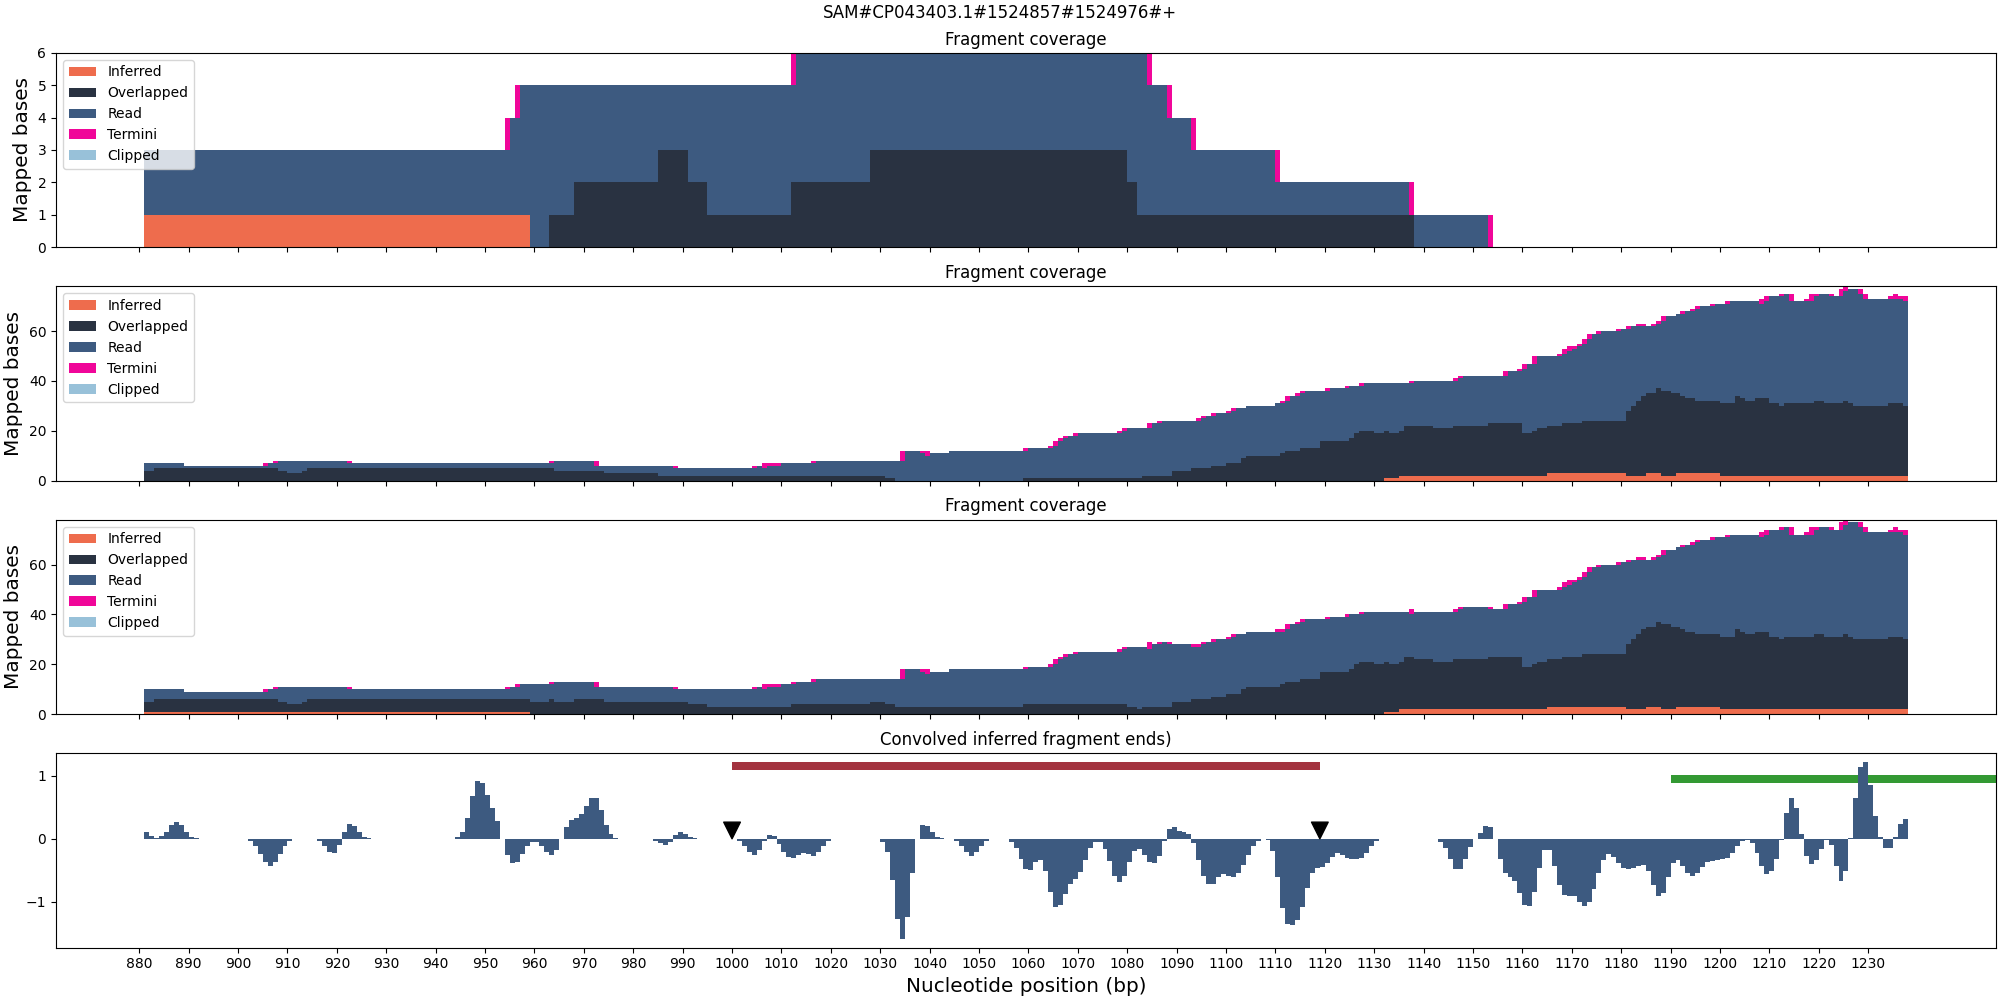 SAM#CP043403.1#1524857#1524976#+
Fragment coverage
Mapped bases
6
5
4
3
2
1
0
Inferred
Overlapped
Read
Termini
Clipped
Fragment coverage
Mapped bases
60
40
20
0
Inferred
Overlapped
Read
Termini
Clipped
Fragment coverage
Mapped bases
60
40
20
0
Inferred
Overlapped
Read
Termini
Clipped
Convolved inferred fragment ends)
1
0
−1
880 890 900 910 920 930 940 950 960 970 980 990 1000 1010 1020 1030 1040 1050 1060 1070 1080 1090 1100 1110 1120 1130 1140 1150 1160 1170 1180 1190 1200 1210 1220 1230
Nucleotide position (bp)